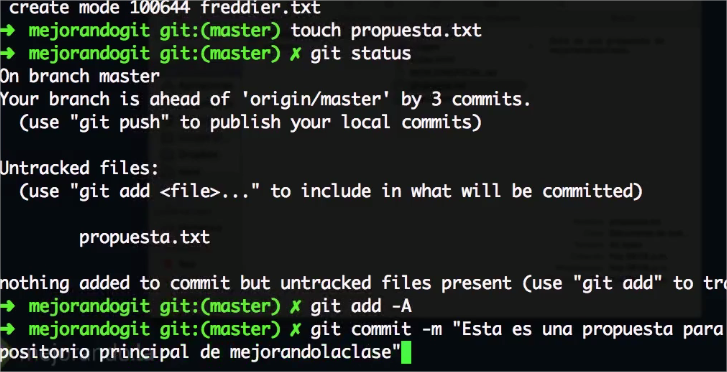 create mode 100644 freddier.txt
➜ mejorandogit git:(master) touch propuesta.txt
➜ mejorandogit git:(master) ✗ git status
On branch master
Your branch is ahead of 'origin/master' by 3 commits.
(use "git push" to publish your local commits)
Untracked files:
(use "git add <file>..." to include in what will be committed)
propuesta.txt
nothing added to commit but untracked files present (use "git add" to tra
➜ mejorandogit git:(master) ✗ git add -A
➜ mejorandogit git:(master) ✗ git commit -m "Esta es una propuesta para
positorio principal de mejorandolaclase"